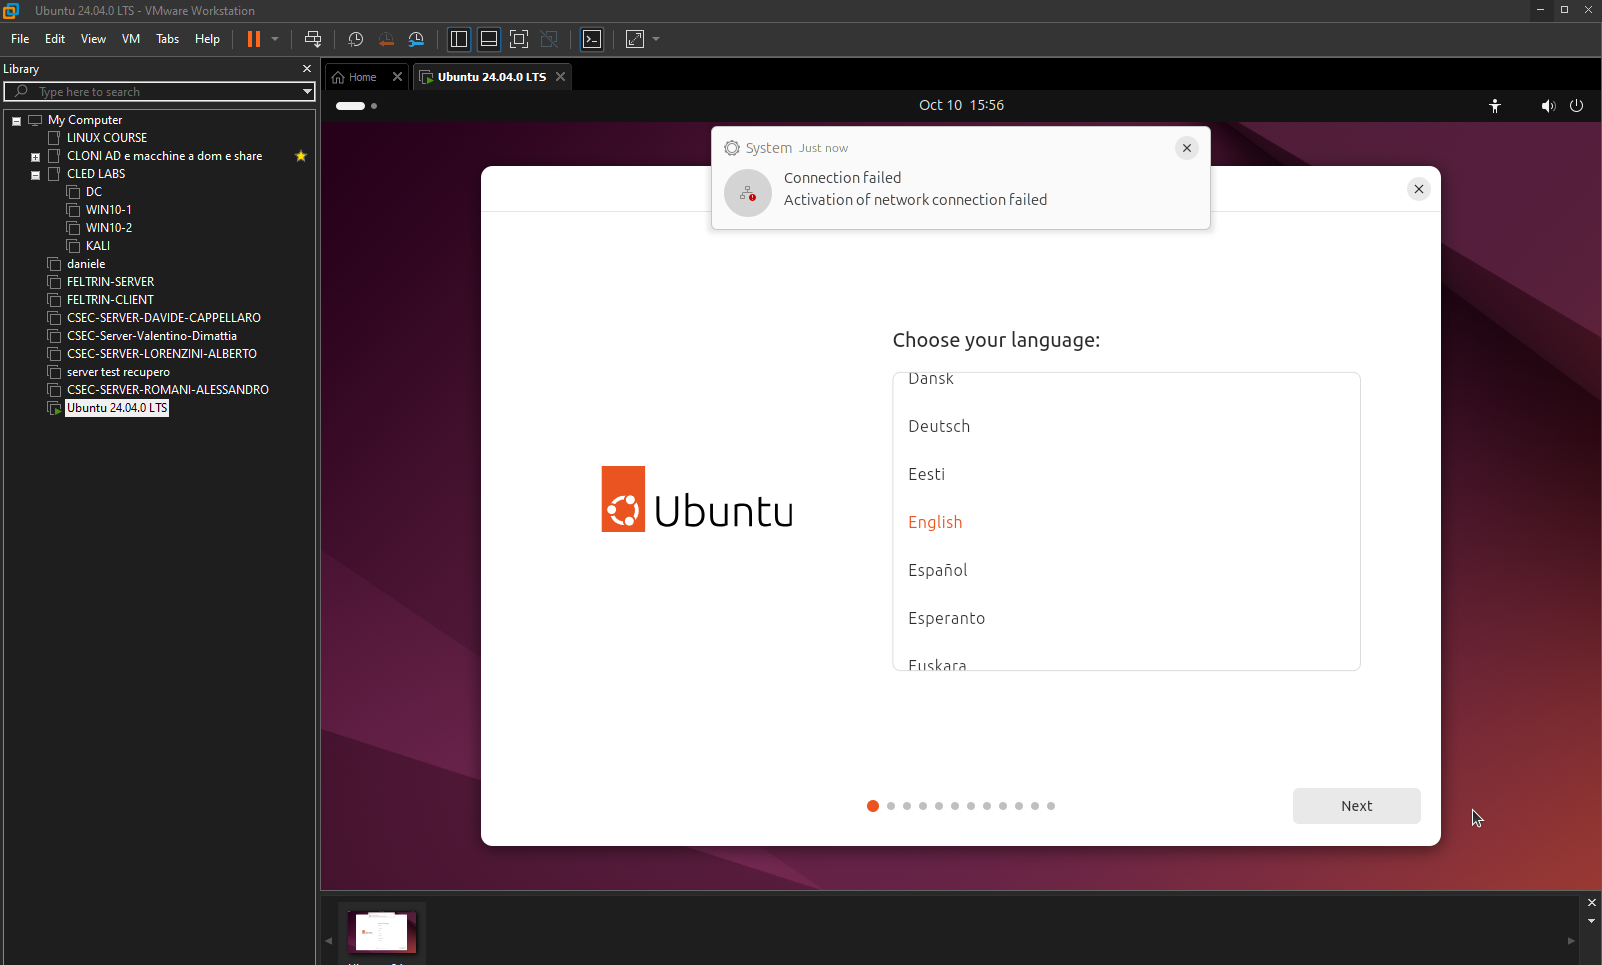 Ubuntu 24.04.0 LTS - VMware Workstation
File Edit View VM Tabs Help
Library
Type here to search
My Computer
LINUX COURSE
CLONI AD e macchine a dom e share
CLED LABS
DC
WIN10-1
WIN10-2
KALI
daniele
FELTRIN-SERVER
FELTRIN-CLIENT
CSEC-SERVER-DAVIDE-CAPPELLARO
CSEC-Server-Valentino-Dimattia
CSEC-SERVER-LORENZINI-ALBERTO
server test recupero
CSEC-SERVER-ROMANI-ALESSANDRO
Ubuntu 24.04.0 LTS
Home
Ubuntu 24.04.0 LTS
Oct 10 15:56
System Just now
Connection failed
Activation of network connection failed
Ubuntu
Choose your language:
Dansk
Deutsch
Eesti
English
Español
Esperanto
Euskara
Next